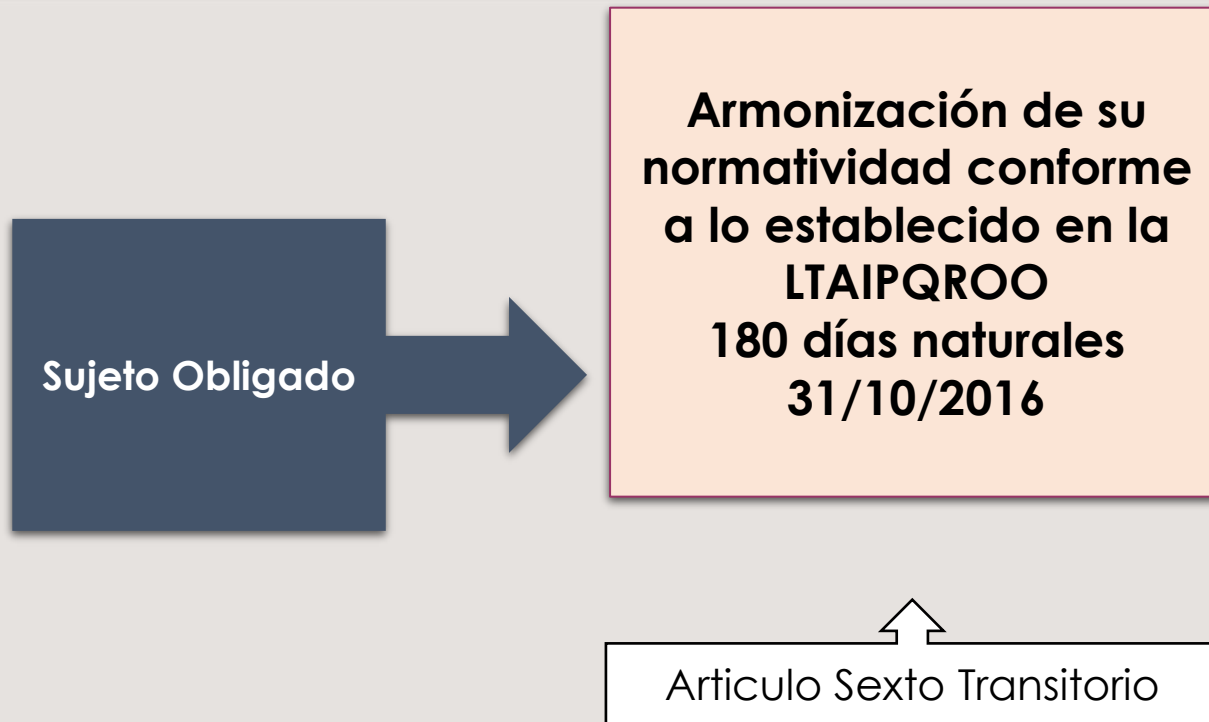 Sujeto Obligado
Armonización de su
normatividad conforme
a lo establecido en la
LTAIPQROO
180 días naturales
31/10/2016
Articulo Sexto Transitorio